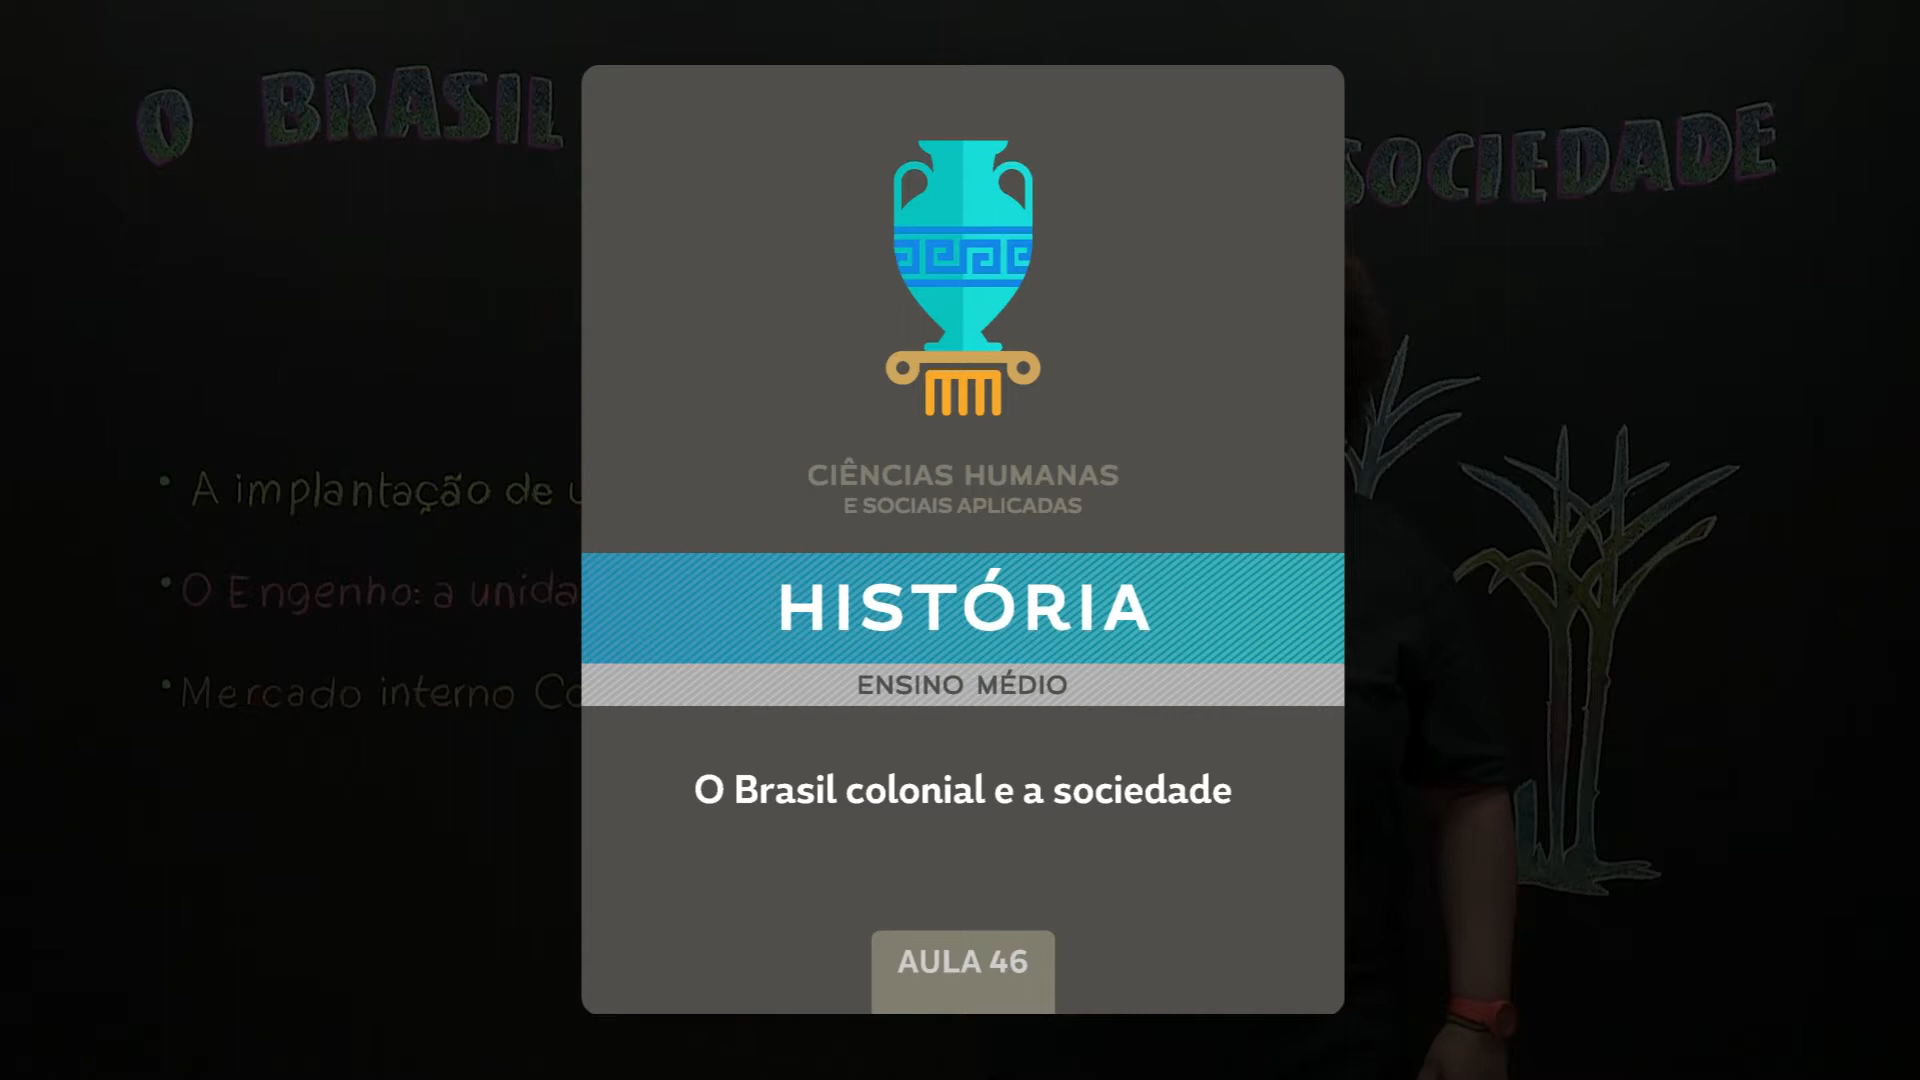 O BRASIL
SOCIEDADE
CIÊNCIAS HUMANAS
E SOCIAIS APLICADAS
HISTÓRIA
ENSINO MÉDIO
O Brasil colonial e a sociedade
AULA 46
• A implantação de
• O Engenho: a
• Mercado interno